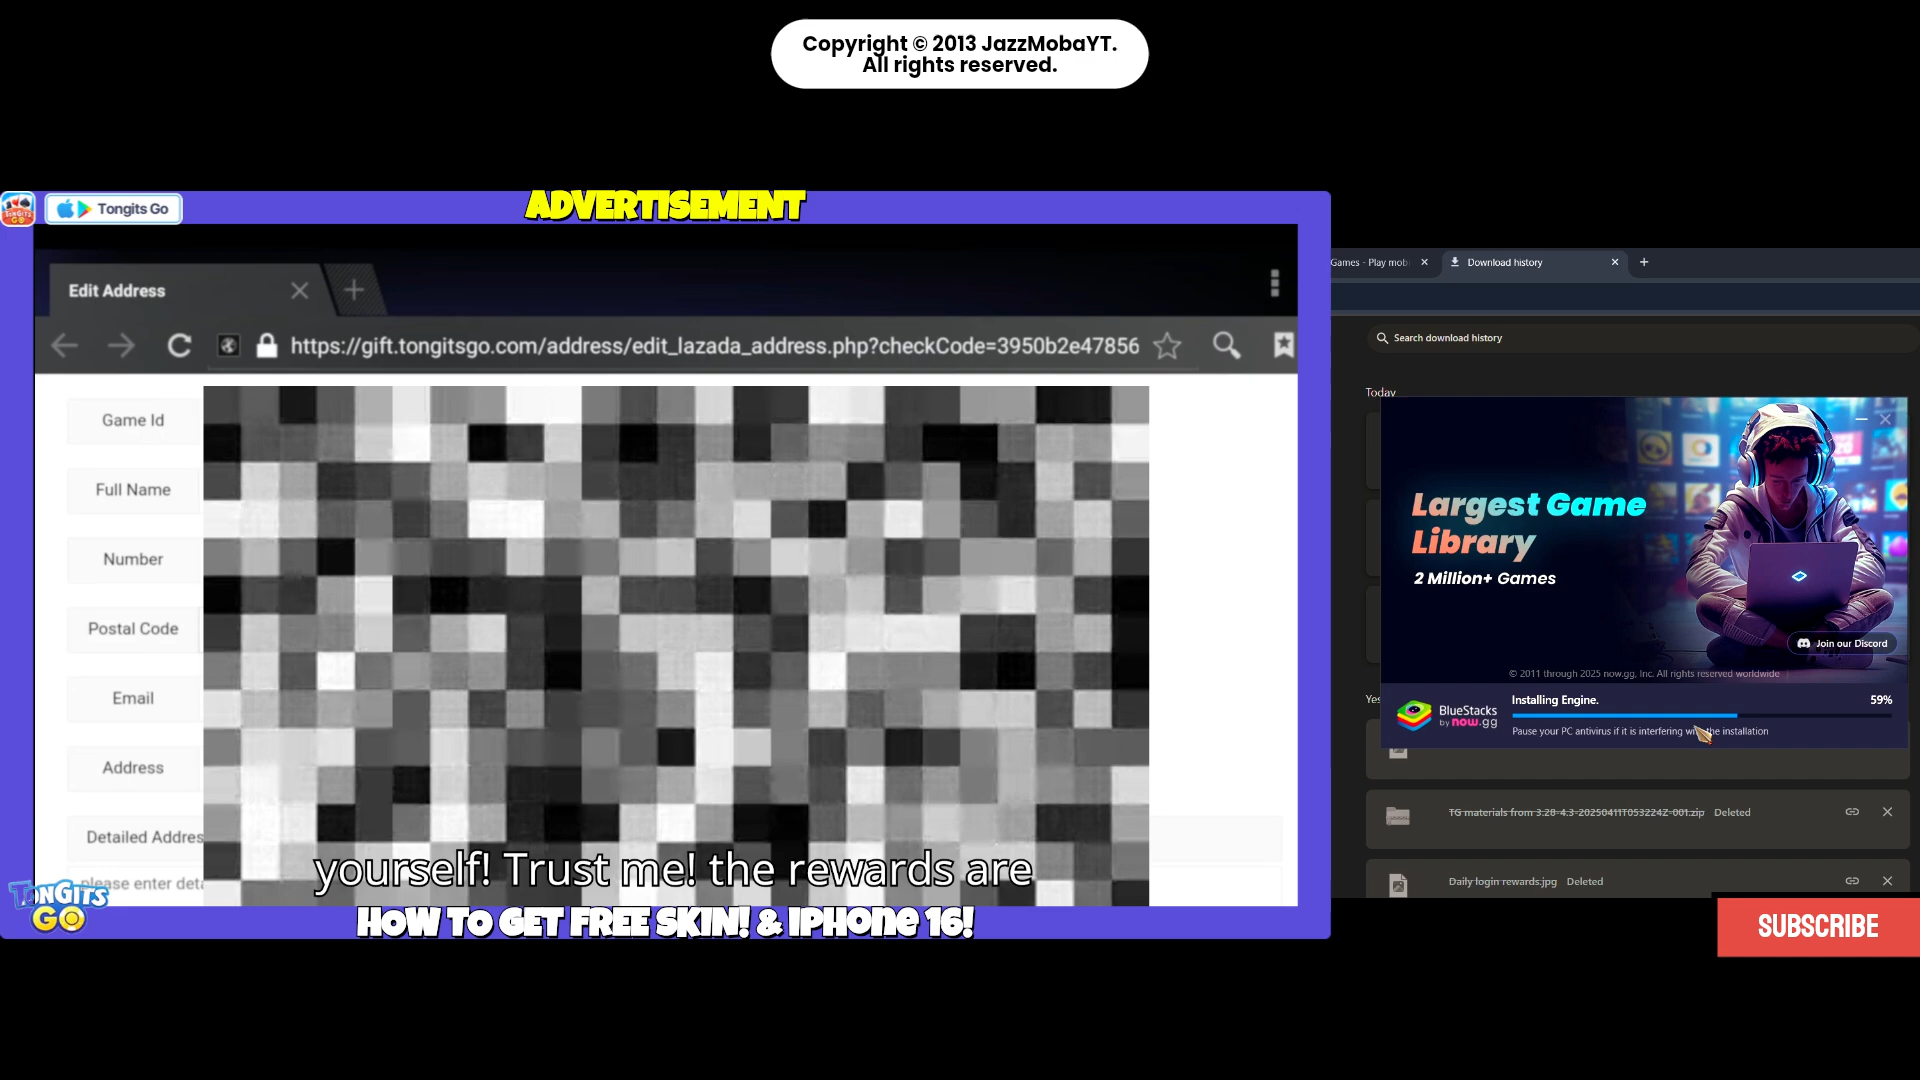 Copyright © 2013 JazzMobaYT.
All rights reserved.
Tongits Go
ADVERTISEMENT
Edit Address
https://gift.tongitsgo.com/address/edit_lazada_address.php?checkCode=3950b2e47856
Game Id
Full Name
Number
Postal Code
Email
Address
Detailed Addres
please enter deta
yourself! Trust me! the rewards are
TONGITS GO
HOW TO GET FREE SKIN! & IPHONE 16!
Games - Play mob
Download history
Search download history
Today
Largest Game
Library
2 Million+ Games
Join our Discord
© 2011 through 2025 now.gg, Inc. All rights reserved worldwide
Yes
BlueStacks
by now.gg
Installing Engine.
59%
Pause your PC antivirus if it is interfering with the installation
TG materials from 3.28-4.3-20250411T053224Z-001.zip Deleted
Daily login rewards.jpg Deleted
SUBSCRIBE